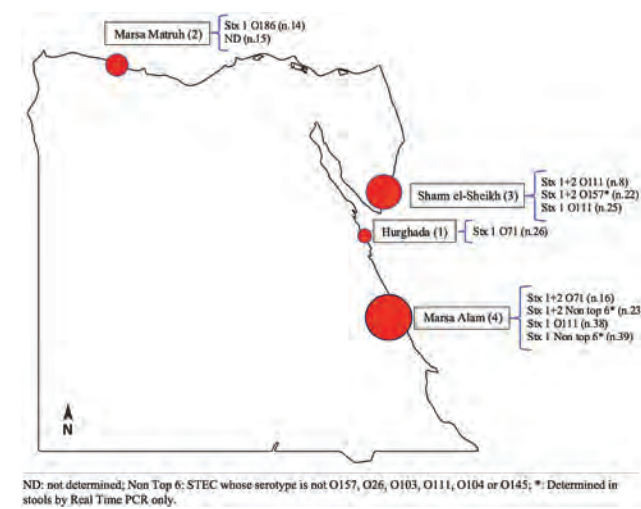 Marsa Matruh (2)
Stx 1 O186 (n.14)
ND (n.15)
Sharm el-Sheikh (3)
Stx 1+2 O111 (n.8)
Stx 1+2 O157* (n.22)
Stx 1 O111 (n.25)
Hurghada (1)
Stx 1 O71 (n.26)
Marsa Alam (4)
Stx 1+2 O71 (n.16)
Stx 1+2 Non top 6* (n.23
Stx 1 O111 (n.38)
Stx 1 Non top 6* (n.39)
N
ND: not determined; Non Top 6: STEC whose serotype is not O157, O26, O103, O111, O104 or O145; *: Determined in
stools by Real Time PCR only.